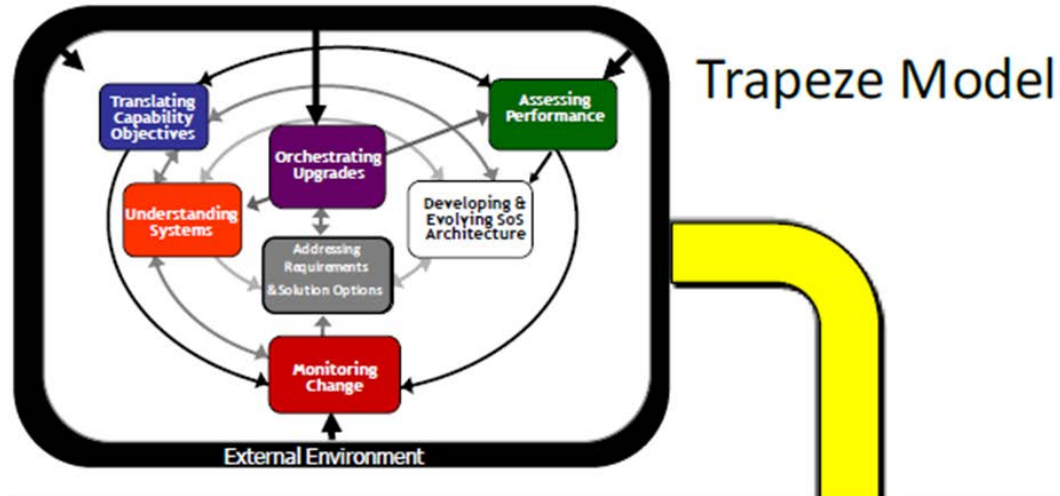 Trapeze Model
Translating
Capability
Objectives
Assessing
Performance
Orchestrating
Upgrades
Understanding
Systems
Developing &
Evolving SoS
Architecture
Addressing
Requirements
&Solution Options
Monitoring
Change
External Environment